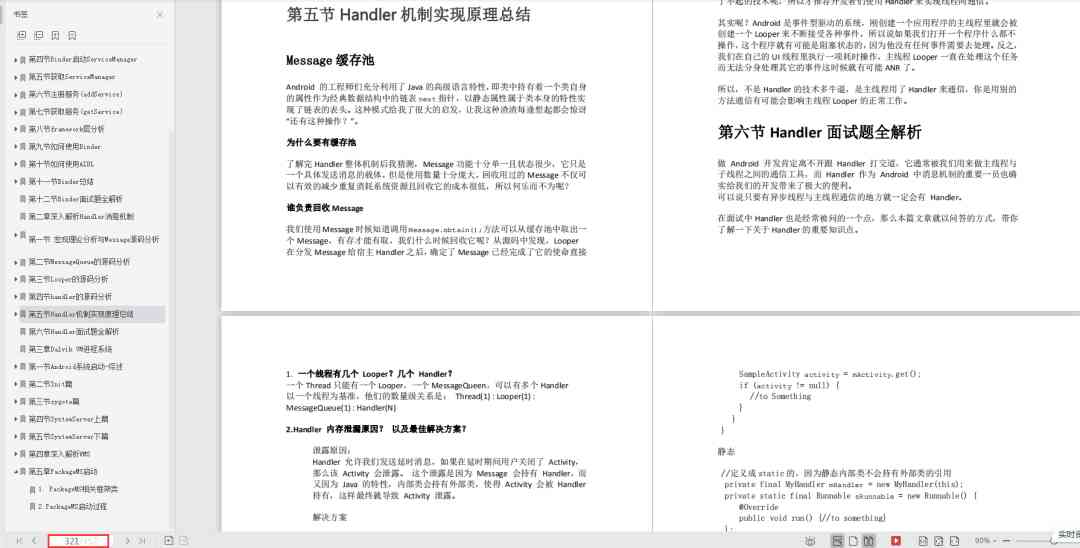 书签
第四节Binder启动ServiceManager
第五节获取ServiceManager
第六节注册服务(addService)
第七节获取服务(getService)
第八节Framework层分析
第九节如何使用Binder
第十节如何使用AIDL
第十一节Binder总结
第十二节Binder面试题全解析
第二章深入解析Handler消息机制
第一节 宏观理论分析与Message源码分析
第二节MessageQueue的源码分析
第三节Looper的源码分析
第四节handler的源码分析
第五节Handler机制实现原理总结
第六节Handler面试题全解析
第三章Dalvik VM进程系统
第一节Android系统启动-综述
第二节Init篇
第三节zygote篇
第四节SystemServer上篇
第五节SystemServer下篇
第四章深入解析WMS
第五章PackageMS启动
1. PackageMS相关框架类
2.PackageMS启动过程
第五节 Handler 机制实现原理总结
Message 缓存池
Android 的工程师们充分利用了 Java 的高级语言特性,即类中持有着一个类自身
的属性作为经典数据结构中的链表 next 指针,以静态属性属于类本身的特性实
现了链表的表头。这种模式给我了很大的启发,让我这种渣渣每逢想起都会惊讶
“还有这种操作?”。
为什么要有缓存池
了解完 Handler 整体机制后我猜测,Message 功能十分单一且状态很少,它只是
一个具体发送消息的载体。但是使用数量十分庞大。回收用过的 Message 不仅可
以有效的减少重复消耗系统资源且回收它的成本很低,所以何乐而不为呢?
谁负责回收 Message
我们使用 Message 时候知道调用Message.obtain();方法可以从缓存池中取出一
个 Message,有存才能有取,我们什么时候回收它呢?从源码中发现,Looper
在分发 Message 给宿主 Handler 之后,确定了 Message 已经完成了它的使命直接
其实呢?Android 是事件型驱动的系统,刚创建一个应用程序的主线程里就会被
创建一个 Looper 来不断接受各种事件,所以说如果我们打开一个程序什么都不
操作,这个程序就有可能是阻塞状态的,因为他没有任何事件需要去处理。反之,
我们在自己的 UI 线程里执行一项耗时操作,主线程 Looper 一直在处理这个任务
而无法分身处理其它的事件这时候就有可能 ANR 了。
所以,不是 Handler 的技术多牛逼,是主线程用了 Handler 来通信,你是用别的
方法通信有可能会影响主线程 Looper 的正常工作。
第六节 Handler 面试题全解析
做 Android 开发肯定离不开跟 Handler 打交道,它通常被我们用来做主线程与
子线程之间的通信工具,而 Handler 作为 Android 中消息机制的重要一员也确
实给我们的开发带来了极大的便利。
可以说只要有异步线程与主线程通信的地方就一定会有 Handler。
在面试中 Handler 也是经常被问的一个点,那么本篇文章就以问答的方式,带你
了解一下关于 Handler 的重要知识点。
1. 一个线程有几个 Looper?几个 Handler?
一个 Thread 只能有一个 Looper,一个 MessageQueen,可以有多个 Handler
以一个线程为基准,他们的数量级关系是: Thread(1) : Looper(1) :
MessageQueue(1) : Handler(N)
2.Handler 内存泄漏原因? 以及最佳解决方案?
泄露原因:
Handler 允许我们发送延时消息,如果在延时期间用户关闭了 Activity,
那么该 Activity 会泄露。 这个泄露是因为 Message 会持有 Handler,而
又因为 Java 的特性,内部类会持有外部类,使得 Activity 会被 Handler
持有,这样最终就导致 Activity 泄露。
解决方案
SampleActivity activity = mActivity.get();
if (activity != null) {
//to Something
}
}
}
静态
//定义成 static 的,因为静态内部类不会持有外部类的引用
private final MyHandler mHandler = new MyHandler(this);
private static final Runnable sRunnable = new Runnable() {
@Override
public void run() {//to something}
};
321
90%